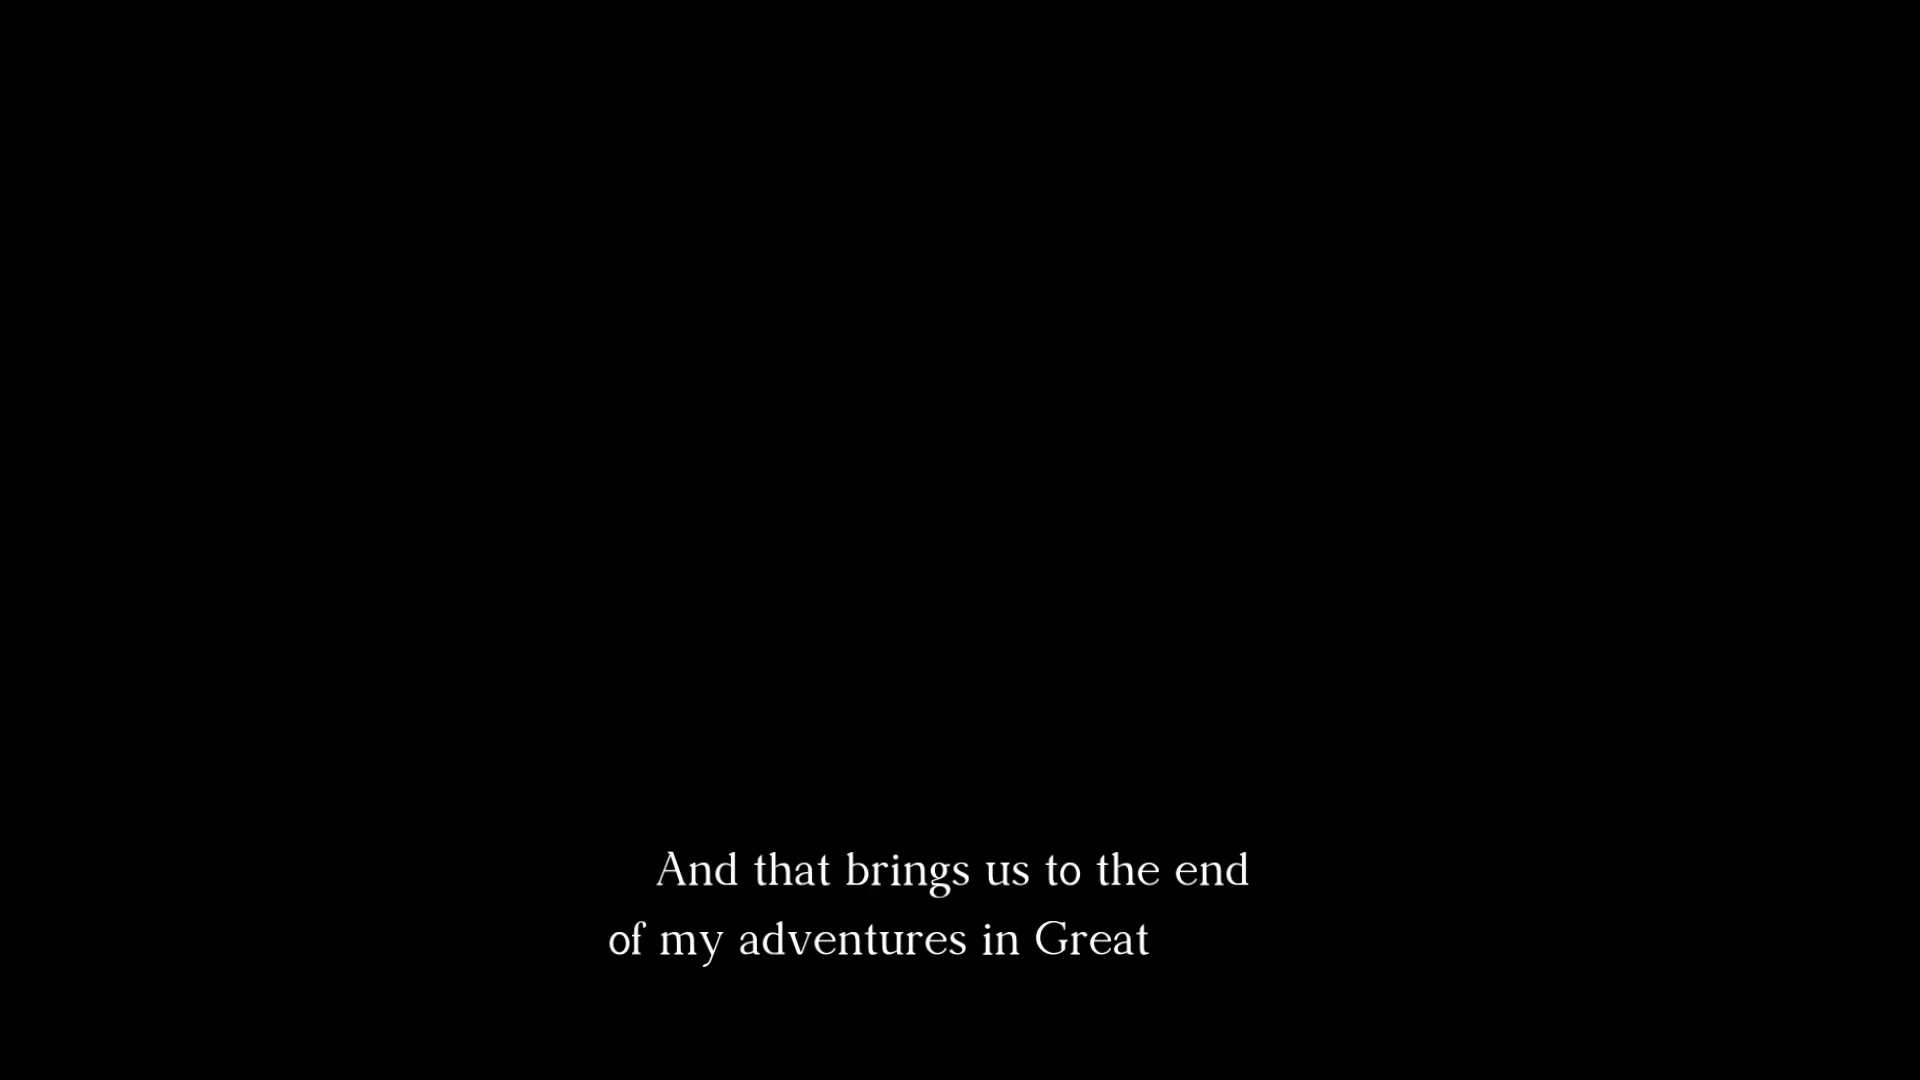 And that brings us to the end
of my adventures in Great